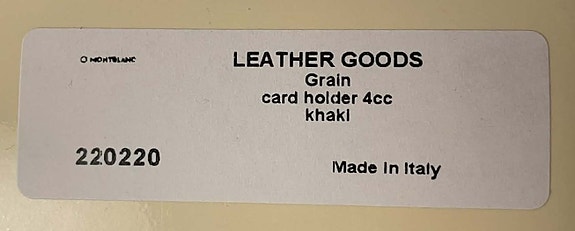 MONTBLANC
LEATHER GOODS
Grain
card holder 4cc
khaki
220220
Made in Italy